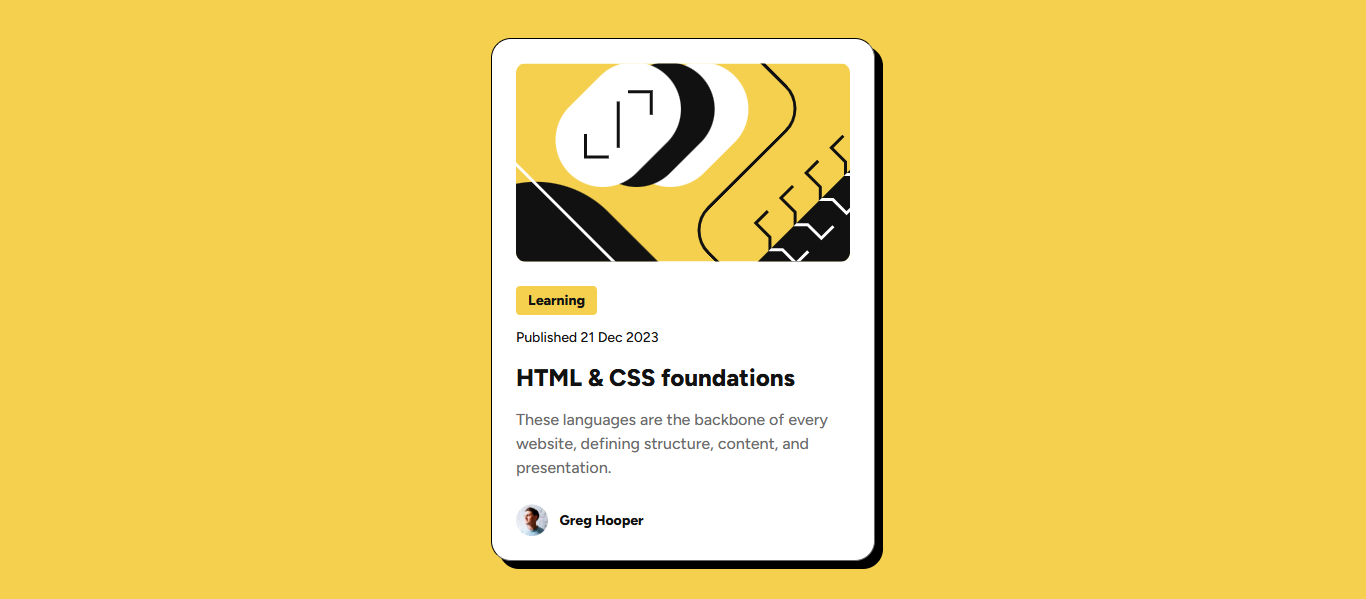 Learning
Published 21 Dec 2023
HTML & CSS foundations
These languages are the backbone of every
website, defining structure, content, and
presentation.
Greg Hooper